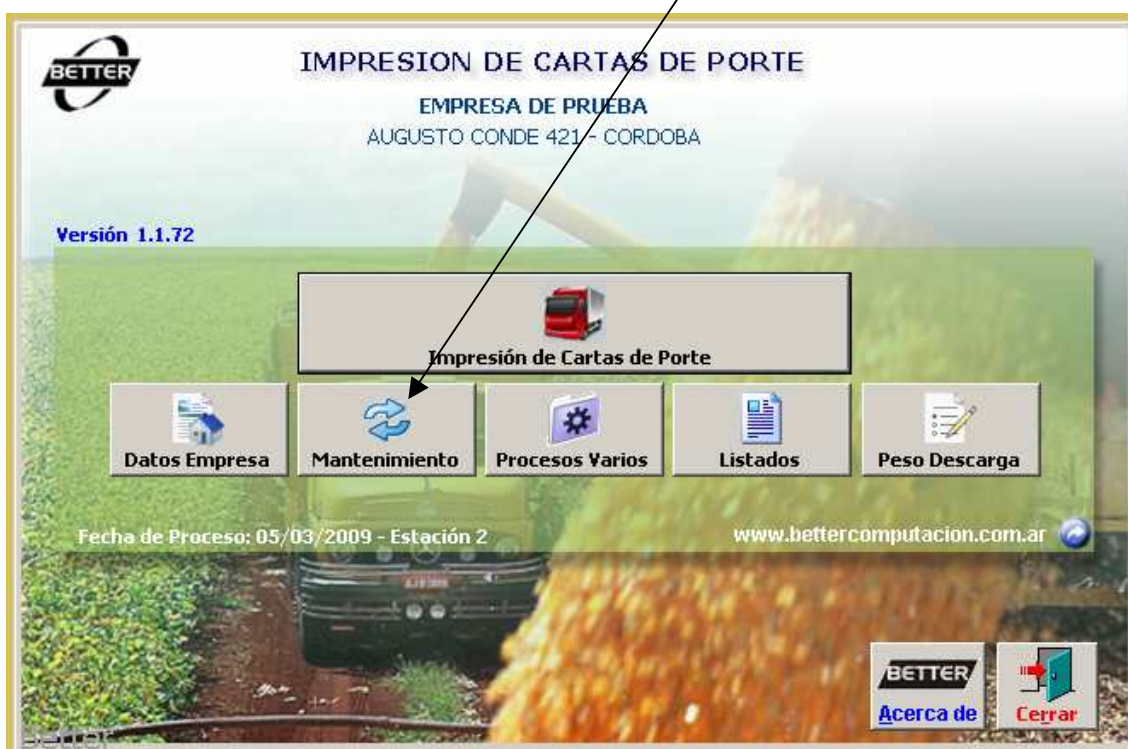 BETTER
IMPRESION DE CARTAS DE PORTE
EMPRESA DE PRUEBA
AUGUSTO CONDE 421 - CORDOBA
Versión 1.1.72
Impresión de Cartas de Porte
Datos Empresa
Mantenimiento
Procesos Varios
Listados
Peso Descarga
Fecha de Proceso: 05/03/2009 - Estación 2
www.bettercomputacion.com.ar
BETTER
Acerca de
Cerrar